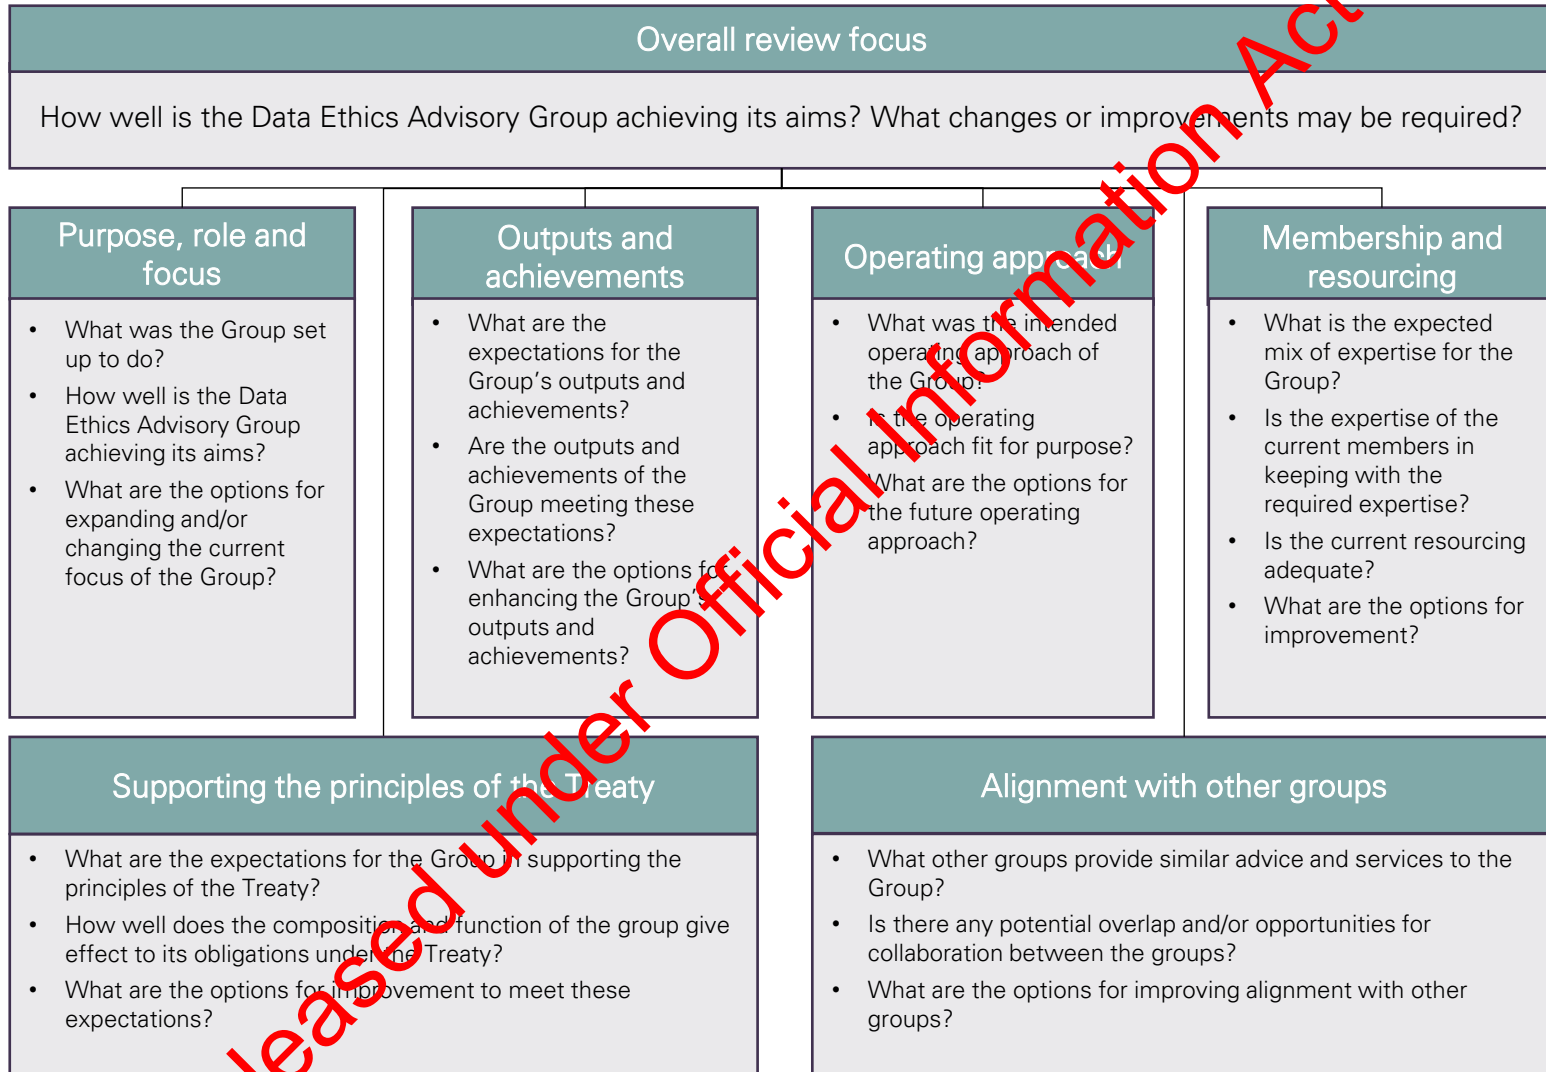 Overall review focus
How well is the Data Ethics Advisory Group achieving its aims? What changes or improvements may be required?
Purpose, role and
focus
• What was the Group set
up to do?
• How well is the Data
Ethics Advisory Group
achieving its aims?
• What are the options for
expanding and/or
changing the current
focus of the Group?
Outputs and
achievements
• What are the
expectations for the
Group's outputs and
achievements?
• Are the outputs and
achievements of the
Group meeting these
expectations?
• What are the options for
enhancing the Group's
outputs and
achievements?
Operating approach
• What was the intended
operating approach of
the Group?
• Is the operating
approach fit for purpose?
• What are the options for
the future operating
approach?
Membership and
resourcing
• What is the expected
mix of expertise for the
Group?
• Is the expertise of the
current members in
keeping with the
required expertise?
• Is the current resourcing
adequate?
• What are the options for
improvement?
Supporting the principles of the Treaty
• What are the expectations for the Group in supporting the
principles of the Treaty?
• How well does the composition and function of the group give
effect to its obligations under the Treaty?
• What are the options for improvement to meet these
expectations?
Alignment with other groups
• What other groups provide similar advice and services to the
Group?
• Is there any potential overlap and/or opportunities for
collaboration between the groups?
• What are the options for improving alignment with other
groups?
leased under Official Information Act